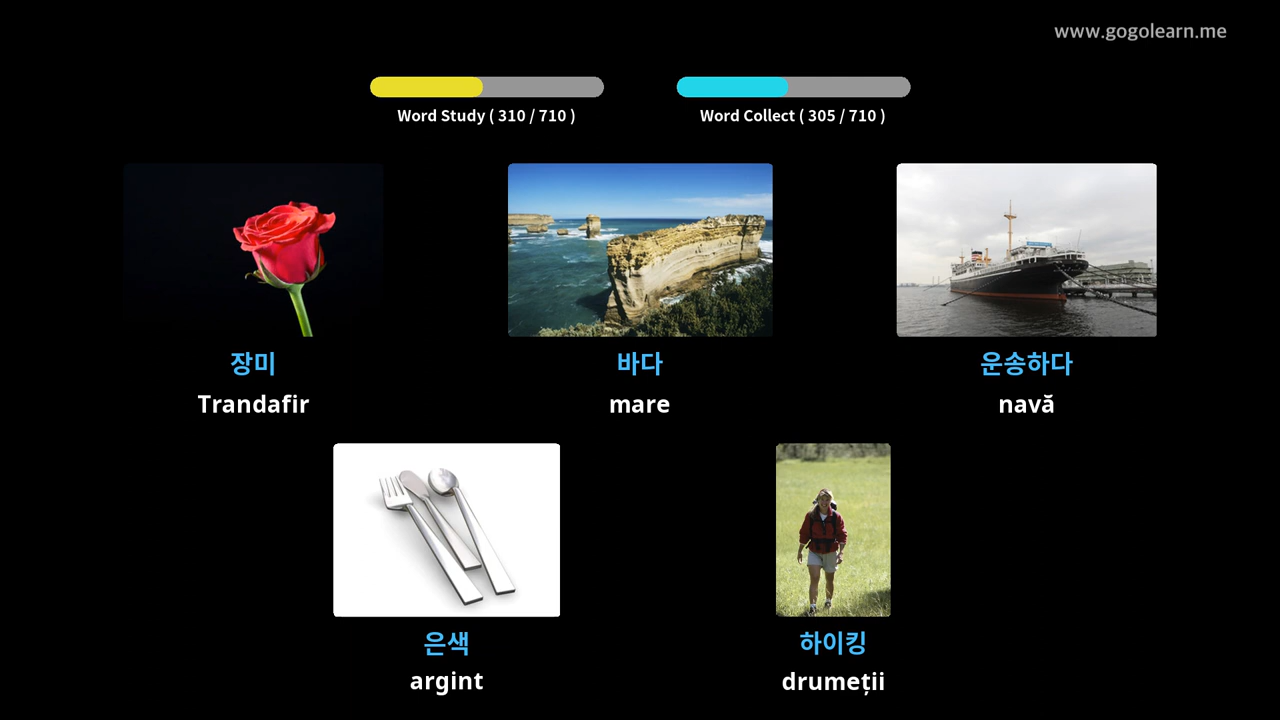 www.gogolearn.me
Word Study ( 310 / 710 )
Word Collect ( 305 / 710 )
장미
Trandafir
바다
mare
운송하다
navă
은색
argint
하이킹
drumeții